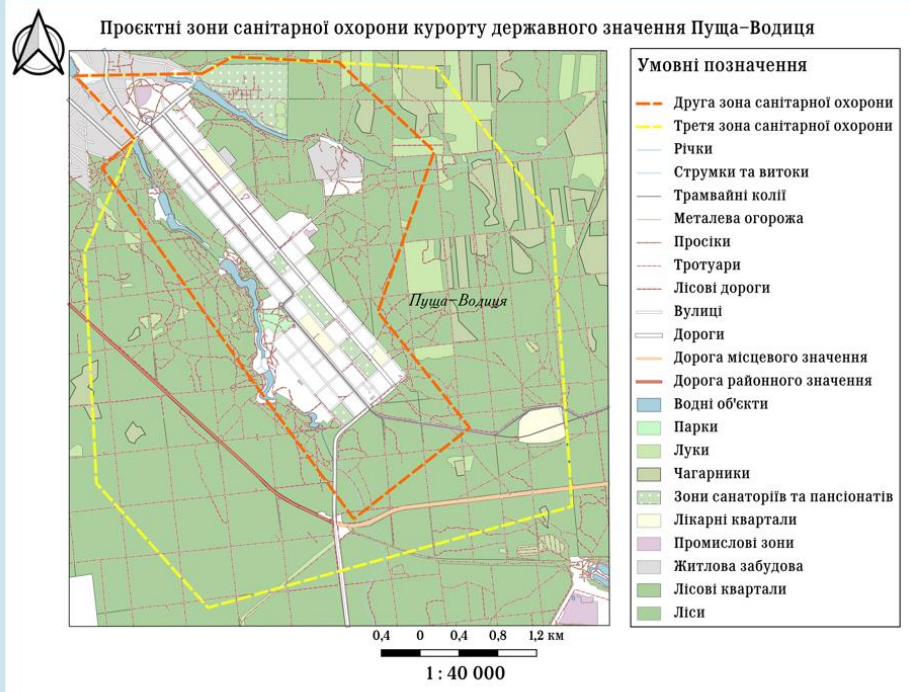 Проєктні зони санітарної охорони курорту державного значення Пуща–Водиця
Пуща–Водиця
Умовні позначення
Друга зона санітарної охорони
Третя зона санітарної охорони
Річки
Струмки та витоки
Трамвайні колії
Металева огорожа
Просіки
Тротуари
Лісові дороги
Вулиці
Дороги
Дорога місцевого значення
Дорога районного значення
Водні об'єкти
Парки
Луки
Чагарники
Зони санаторіїв та пансіонатів
Лікарні квартали
Промислові зони
Житлова забудова
Лісові квартали
Ліси
0,4 0 0,4 0,8 1,2 км
1 : 40 000